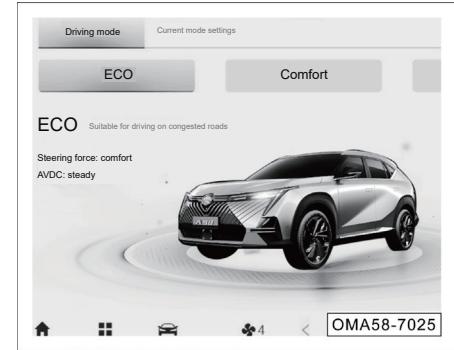 Driving mode
Current mode settings
ECO
Comfort
ECO
Suitable for driving on congested roads
Steering force: comfort
AVDC: steady
4
OMA58-7025